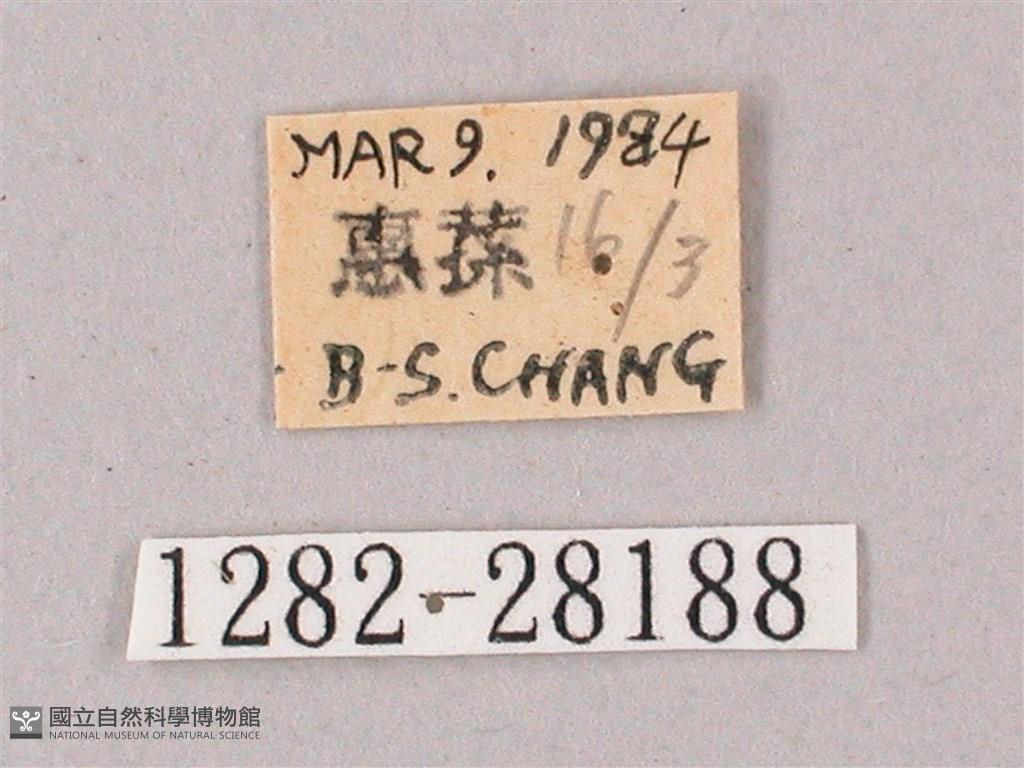 MAR 9. 1984
惠蓀 16/3
B-S. CHANG
1282-28188
國立自然科學博物館
NATIONAL MUSEUM OF NATURAL SCIENCE